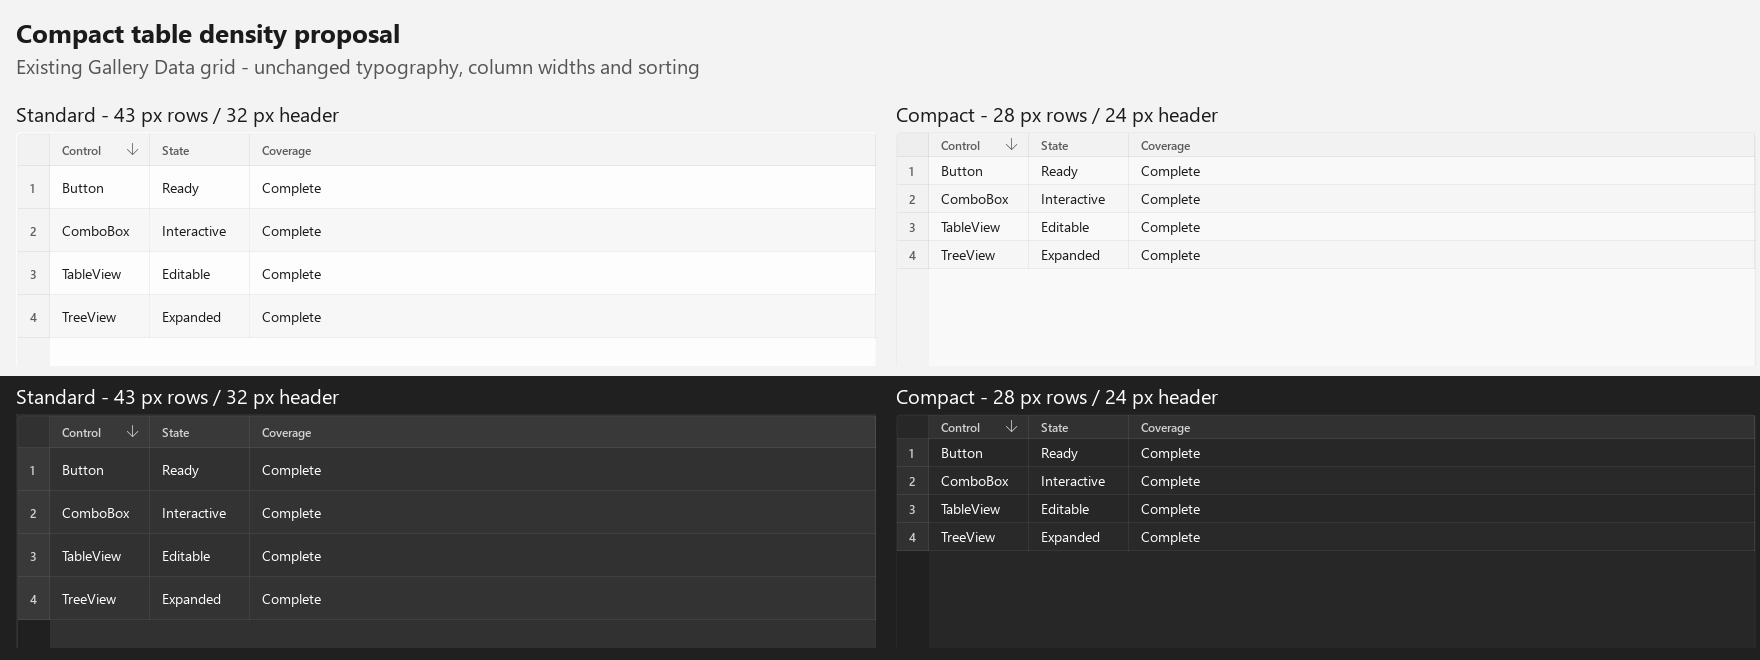 Compact table density proposal
Existing Gallery Data grid - unchanged typography, column widths and sorting
Standard - 43 px rows / 32 px header
Control ↓ State Coverage
1 Button Ready Complete
2 ComboBox Interactive Complete
3 TableView Editable Complete
4 TreeView Expanded Complete
Compact - 28 px rows / 24 px header
Control ↓ State Coverage
1 Button Ready Complete
2 ComboBox Interactive Complete
3 TableView Editable Complete
4 TreeView Expanded Complete
Standard - 43 px rows / 32 px header
Control ↓ State Coverage
1 Button Ready Complete
2 ComboBox Interactive Complete
3 TableView Editable Complete
4 TreeView Expanded Complete
Compact - 28 px rows / 24 px header
Control ↓ State Coverage
1 Button Ready Complete
2 ComboBox Interactive Complete
3 TableView Editable Complete
4 TreeView Expanded Complete